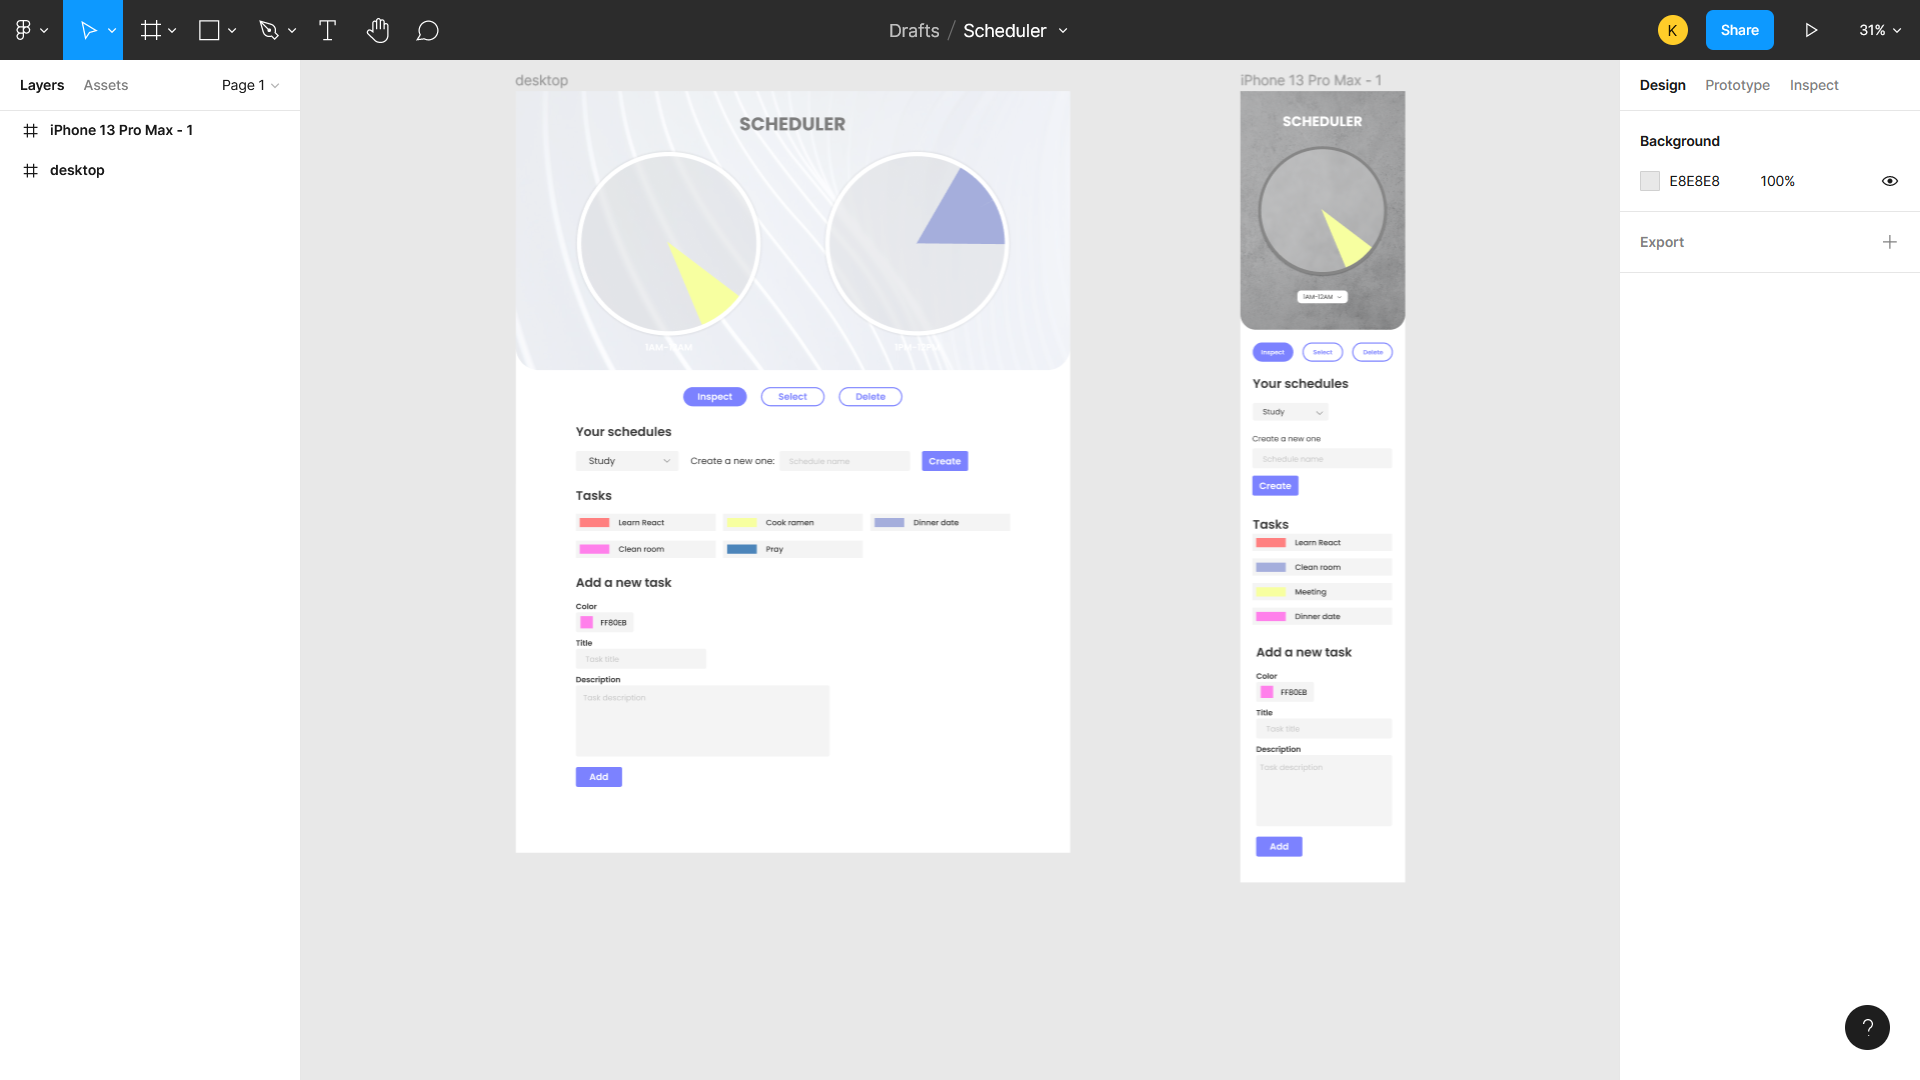 Drafts / Scheduler
K
Share
31%
Layers
Assets
Page 1
iPhone 13 Pro Max - 1
desktop
desktop
SCHEDULER
Inspect
Select
Delete
Your schedules
Study
Create a new one:
Schedule name
Create
Tasks
Learn React
Cook ramen
Dinner date
Clean room
Pray
Add a new task
Color
FF80EB
Title
Task title
Description
Task description
Add
iPhone 13 Pro Max - 1
SCHEDULER
1AM-12AM
Inspect
Select
Delete
Your schedules
Study
Create a new one
Schedule name
Create
Tasks
Learn React
Clean room
Meeting
Dinner date
Add a new task
Color
FF80EB
Title
Task title
Description
Task description
Add
Design
Prototype
Inspect
Background
E8E8E8
100%
Export
?